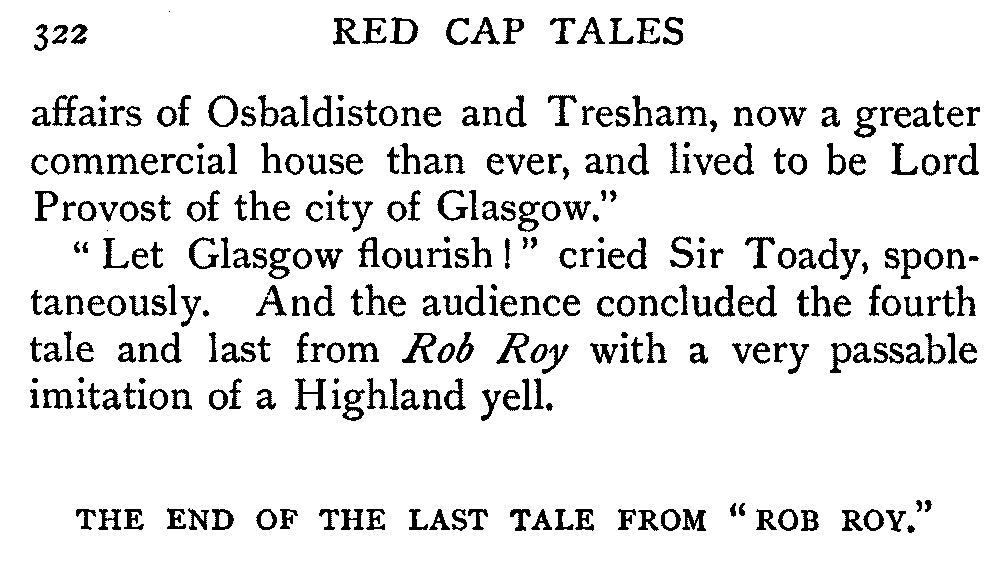 322 RED CAP TALES
affairs of Osbaldistone and Tresham, now a greater
commercial house than ever, and lived to be Lord
Provost of the city of Glasgow.”
“ Let Glasgow flourish ! ” cried Sir Toady, spon-
taneously. And the audience concluded the fourth
tale and last from Rob Roy with a very passable
imitation of a Highland yell.
THE END OF THE LAST TALE FROM “ ROB ROY.”